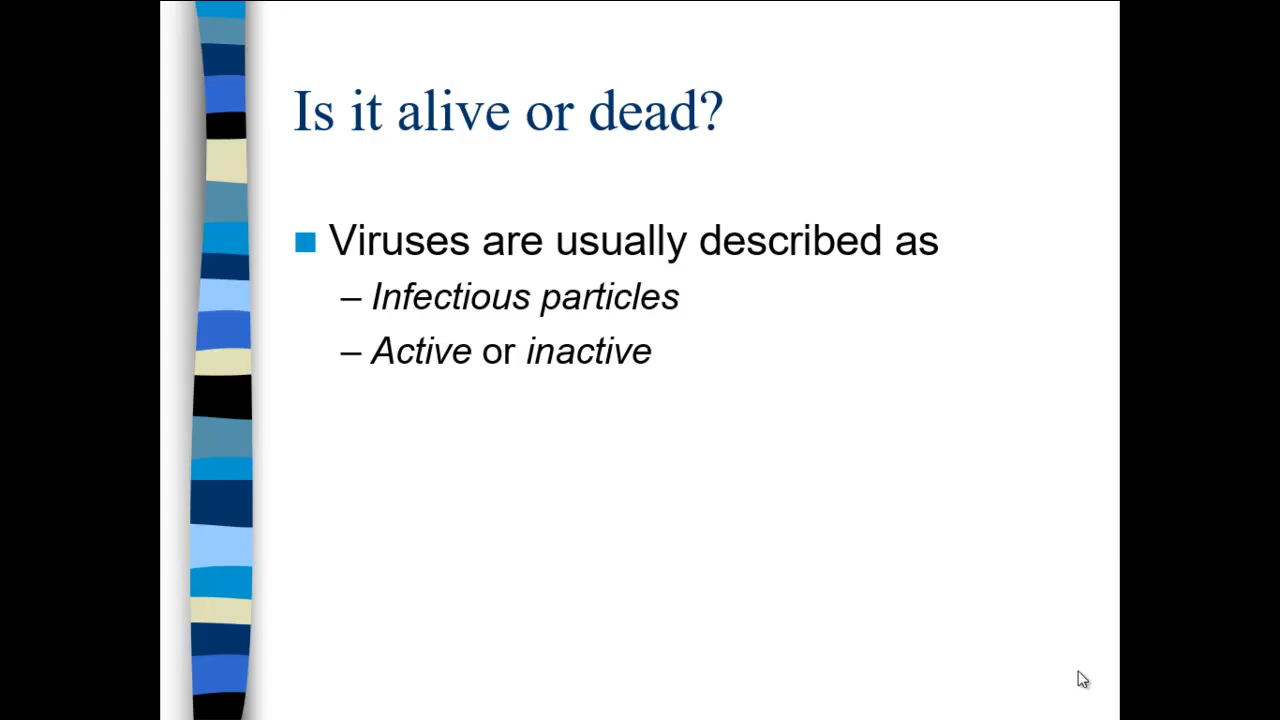 Is it alive or dead?
Viruses are usually described as
– Infectious particles
– Active or inactive